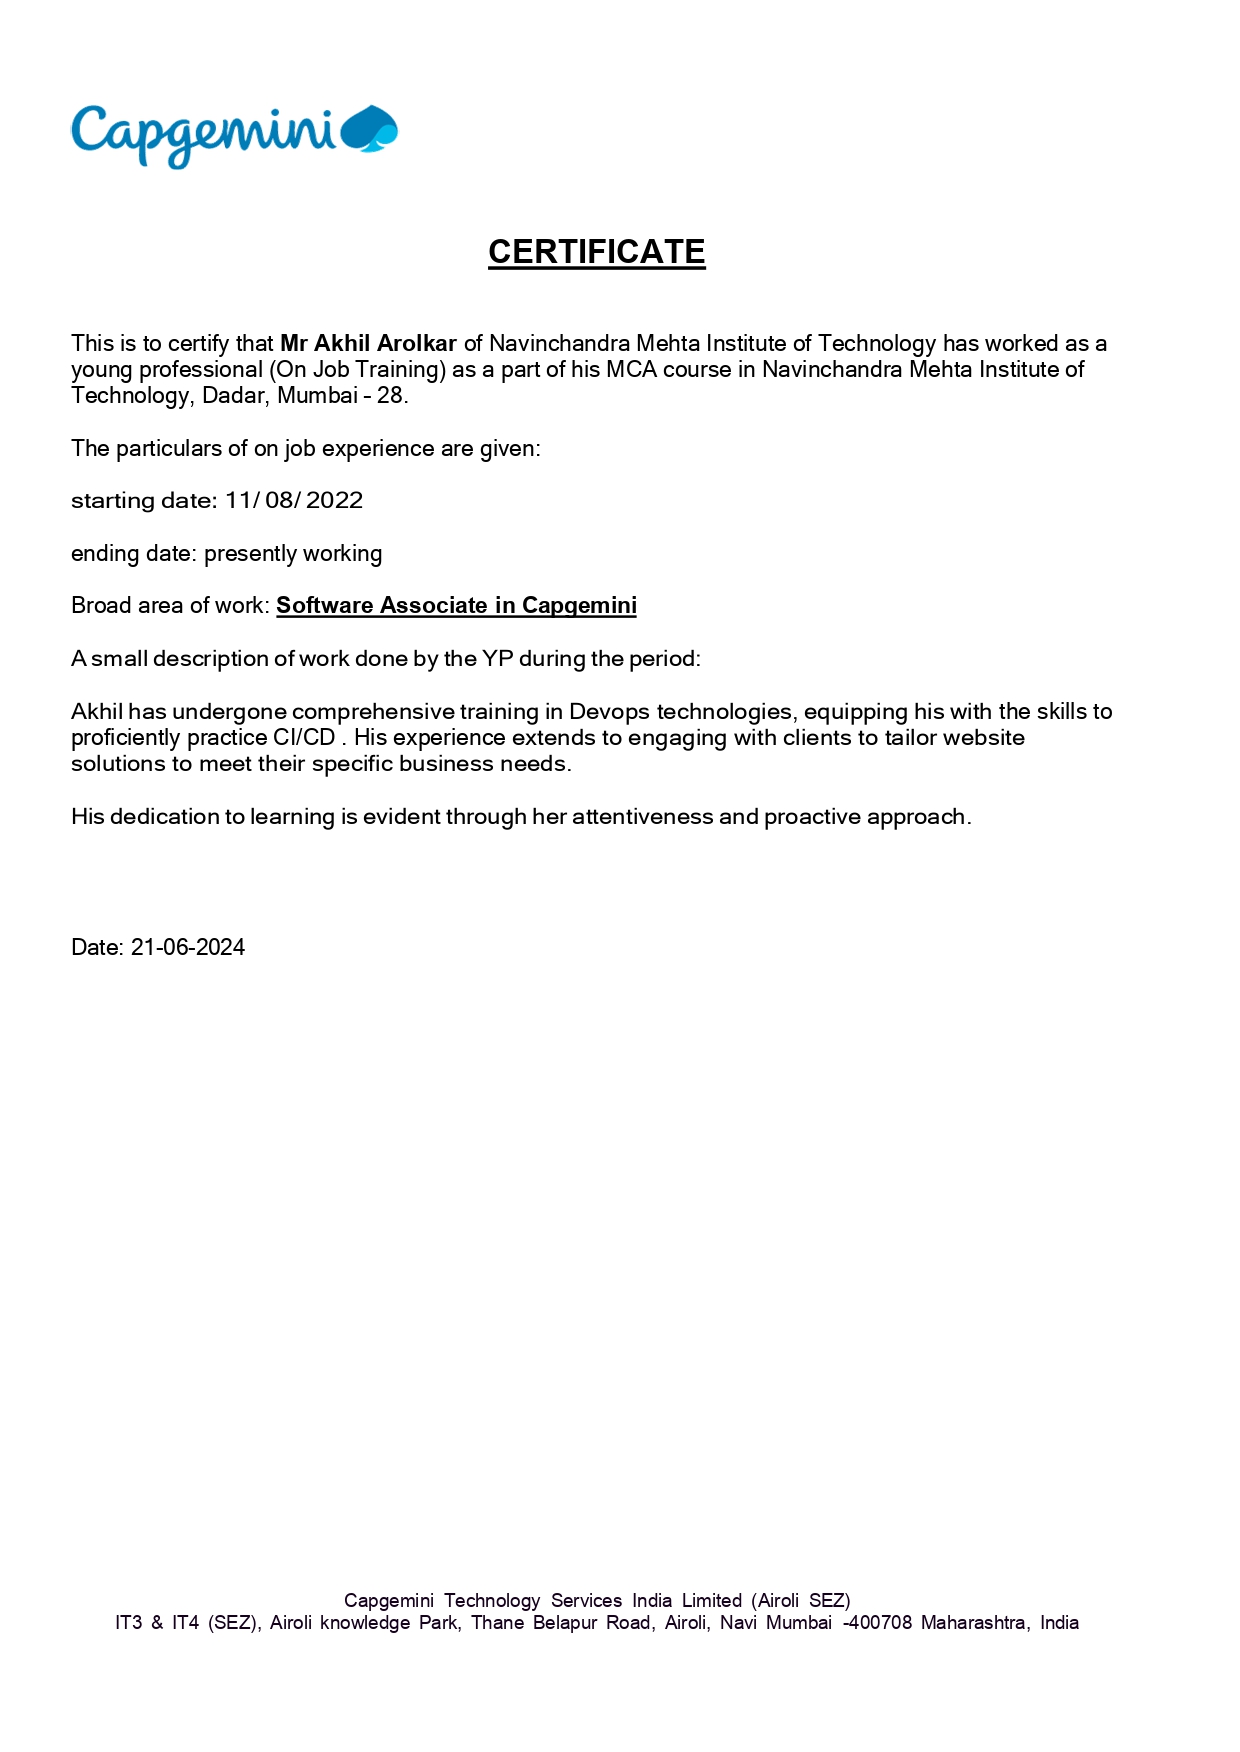 Capgemini
CERTIFICATE
This is to certify that Mr Akhil Arolkar of Navinchandra Mehta Institute of Technology has worked as a
young professional (On Job Training) as a part of his MCA course in Navinchandra Mehta Institute of
Technology, Dadar, Mumbai – 28.
The particulars of on job experience are given:
starting date: 11/ 08/ 2022
ending date: presently working
Broad area of work: Software Associate in Capgemini
A small description of work done by the YP during the period:
Akhil has undergone comprehensive training in Devops technologies, equipping his with the skills to
proficiently practice CI/CD . His experience extends to engaging with clients to tailor website
solutions to meet their specific business needs.
His dedication to learning is evident through her attentiveness and proactive approach.
Date: 21-06-2024
Capgemini Technology Services India Limited (Airoli SEZ)
IT3 & IT4 (SEZ), Airoli knowledge Park, Thane Belapur Road, Airoli, Navi Mumbai -400708 Maharashtra, India